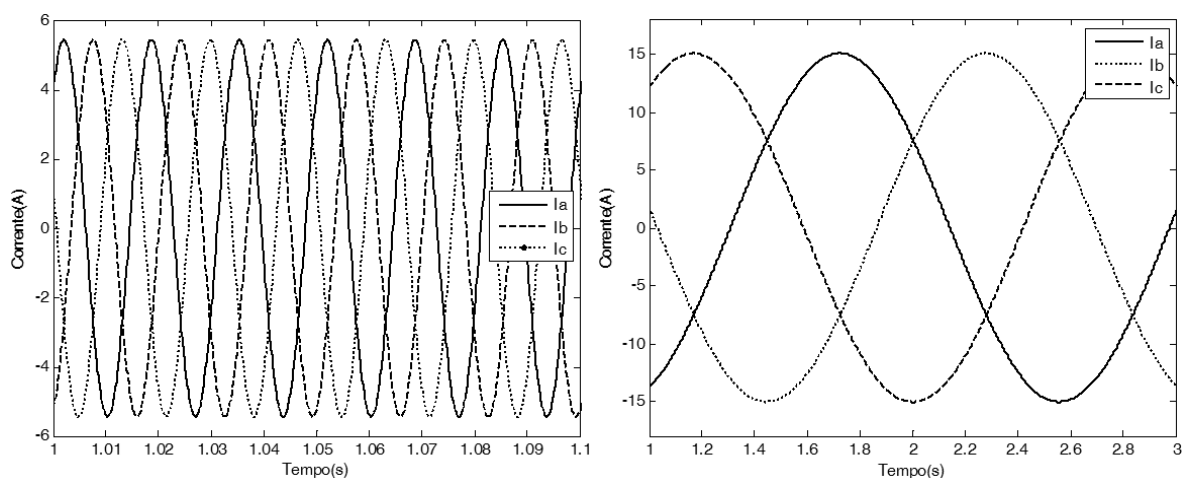 6
4
2
0
-2
-4
-6
Corrente(A)
1 1.01 1.02 1.03 1.04 1.05 1.06 1.07 1.08 1.09 1.1
Tempo(s)
Ia
Ib
Ic
15
10
5
0
-5
-10
-15
Corrente(A)
1 1.2 1.4 1.6 1.8 2 2.2 2.4 2.6 2.8 3
Tempo(s)
Ia
Ib
Ic